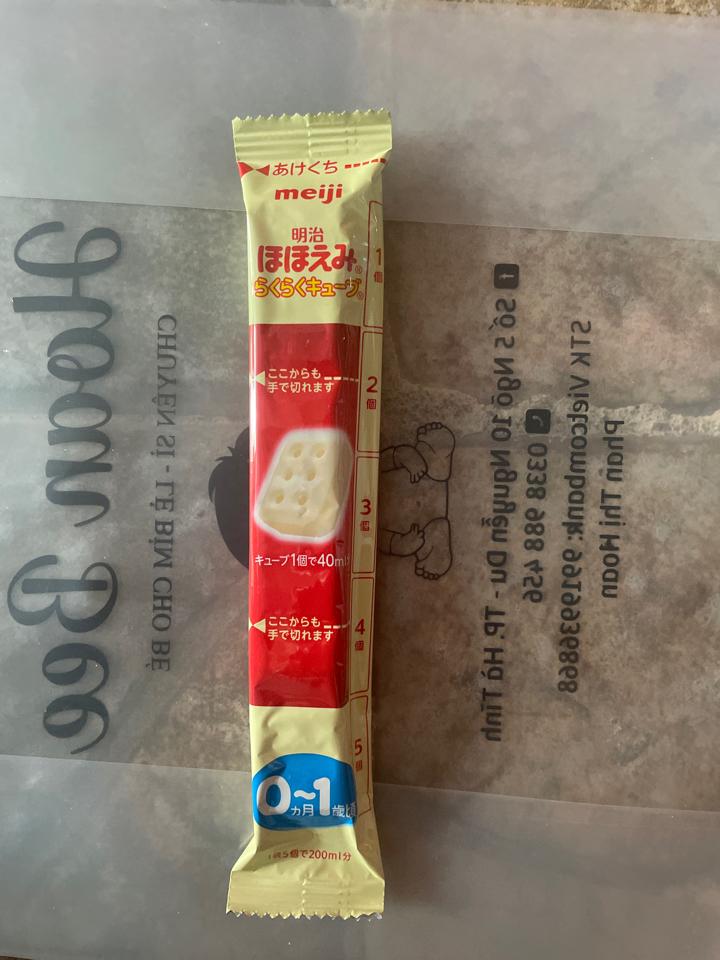 あけくち
meiji
明治
ほほえみ®
らくらくキューブ®
1
個
ここからも
手で切れます
2
個
3
個
キューブ1個で40ml分
ここからも
手で切れます
4
個
5
個
0カ月~1歳頃
1袋5個で200ml分
Hoan Bee
CHUYÊN SỈ - LẺ BỈM CHO BÉ
Số 5 Ngõ 10 Nguyễn Du - TP. Hà Tĩnh
0338 988 456
STK Vietcombank: 9919936868
Phan Thị Hoan